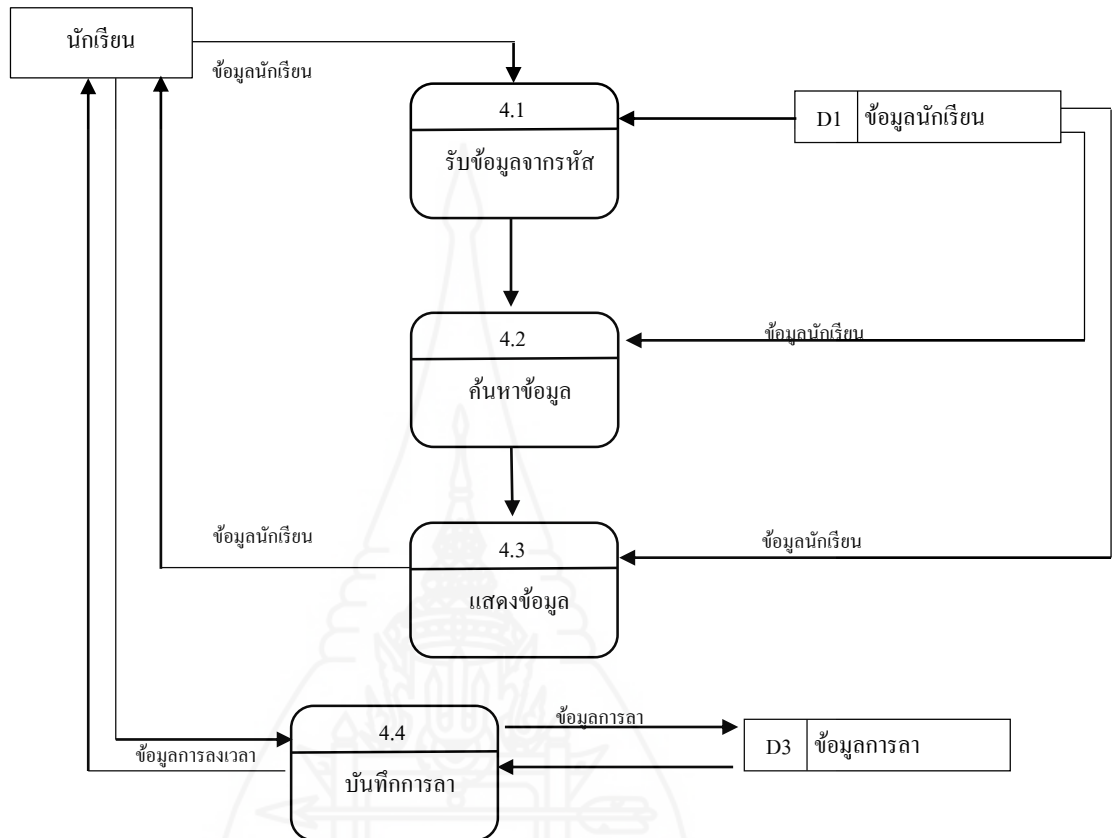 นักเรียน
ข้อมูลนักเรียน
4.1
รับข้อมูลจากรหัส
D1 ข้อมูลนักเรียน
4.2
ค้นหาข้อมูล
ข้อมูลนักเรียน
ข้อมูลนักเรียน
4.3
แสดงข้อมูล
ข้อมูลนักเรียน
4.4
บันทึกการลา
ข้อมูลการลงเวลา
ข้อมูลการลา
D3 ข้อมูลการลา